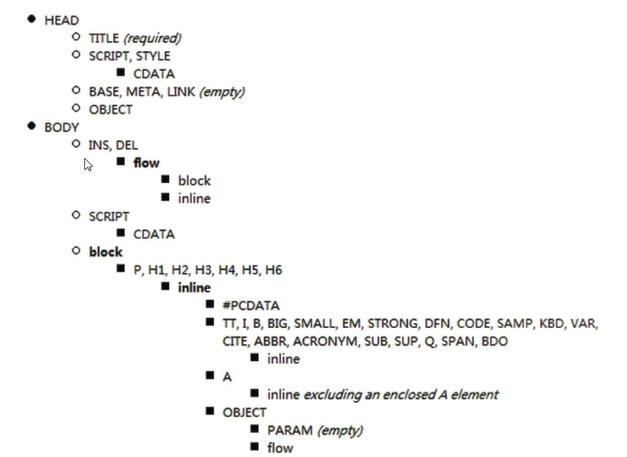 HEAD
TITLE (required)
SCRIPT, STYLE
CDATA
BASE, META, LINK (empty)
OBJECT
BODY
INS, DEL
flow
block
inline
SCRIPT
CDATA
block
P, H1, H2, H3, H4, H5, H6
inline
#PCDATA
TT, I, B, BIG, SMALL, EM, STRONG, DFN, CODE, SAMP, KBD, VAR,
CITE, ABBR, ACRONYM, SUB, SUP, Q, SPAN, BDO
inline
A
inline excluding an enclosed A element
OBJECT
PARAM (empty)
flow